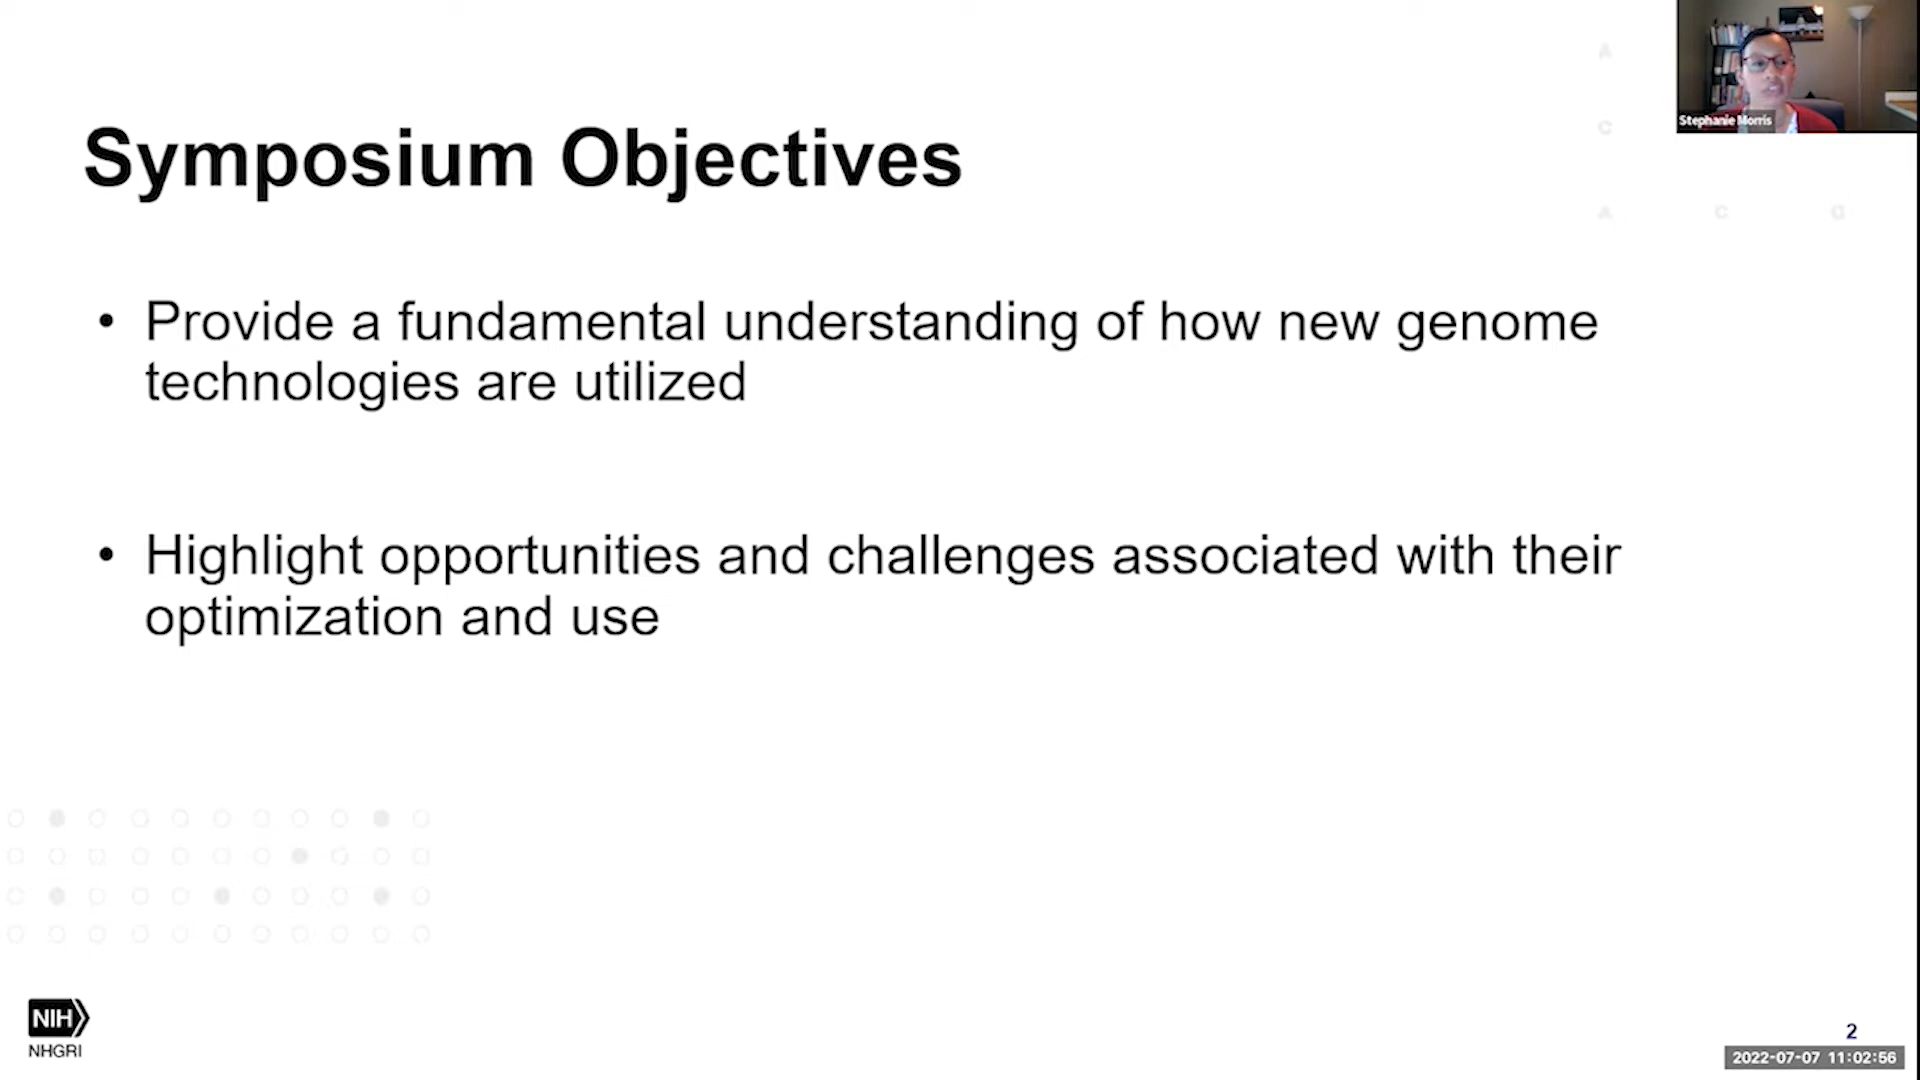 A
Stephanie Morris
C
Symposium Objectives
A C G
• Provide a fundamental understanding of how new genome
technologies are utilized
• Highlight opportunities and challenges associated with their
optimization and use
NIH
NHGRI
2
2022-07-07 11:02:56